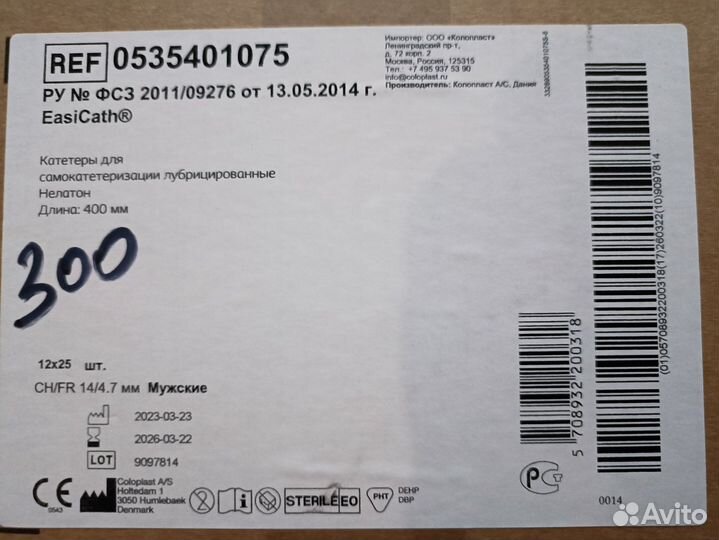 REF 0535401075
РУ № ФСЗ 2011/09276 от 13.05.2014 г.
EasiCath®
Импортер: ООО «Колопласт»
Ленинградский пр-т,
д. 72 корп. 2
Москва, Россия, 125315
Тел.: +7 495 937 53 90
info@coloplast.ru
Производитель: Колопласт А/С, Дания
Катетеры для
самокатетеризации лубрицированные
Нелатон
Длина: 400 мм
300
12x25 шт.
CH/FR 14/4.7 мм Мужские
2023-03-23
2026-03-22
LOT 9097814
CE 0543
Coloplast A/S
Holtedam 1
3050 Humlebaek
Denmark
2
i
STERILE EO
PHT
DEHP
DBP
5 708932 200318
(01)05708932200318(17)260322(10)9097814
0014
Avito